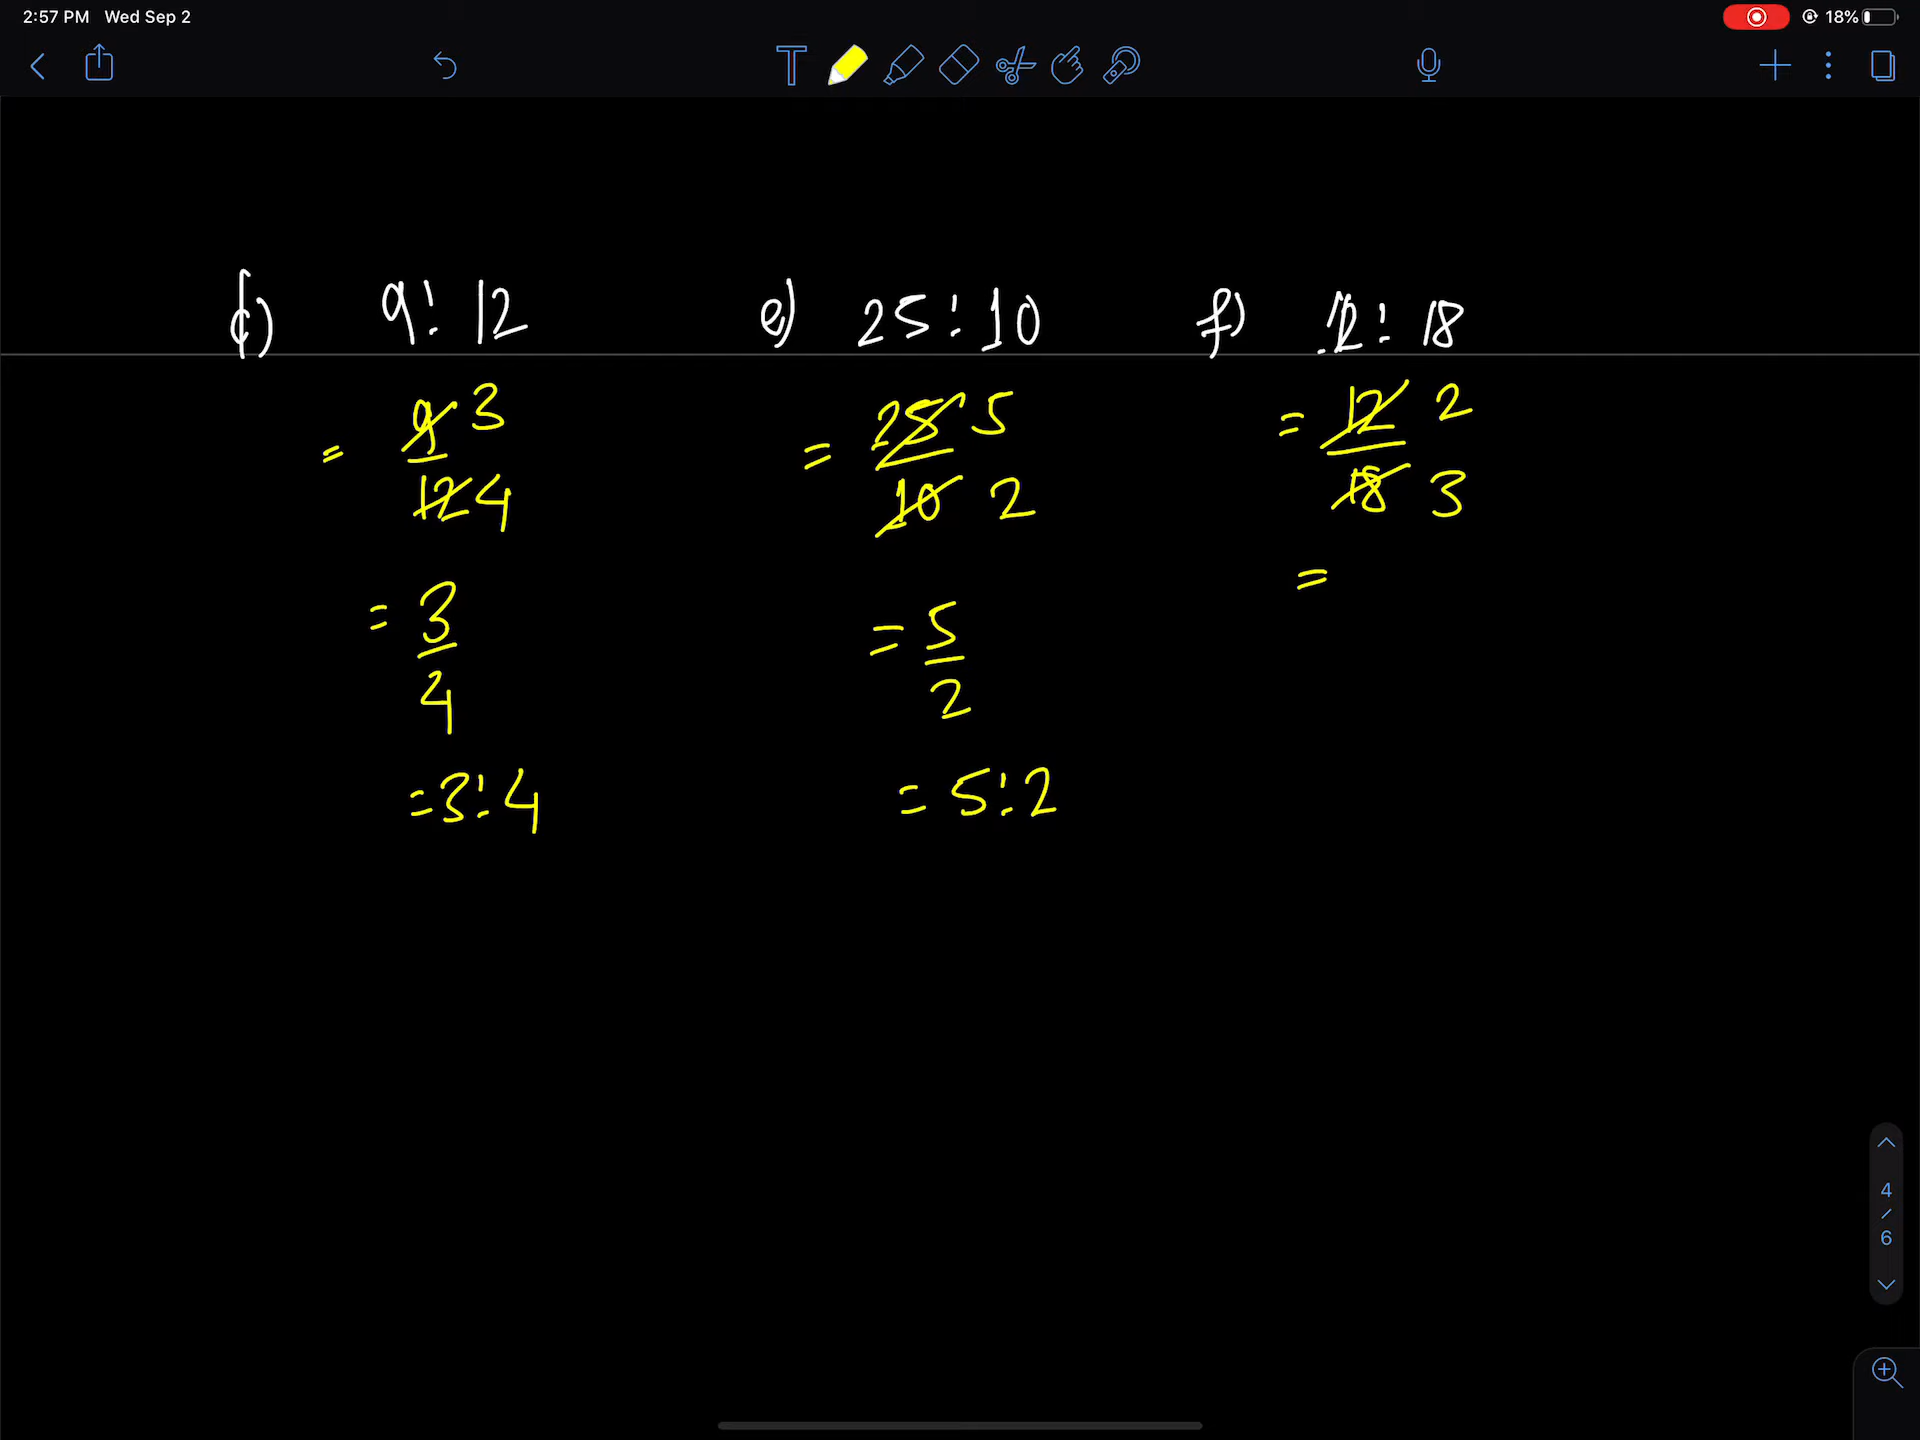 2:57 PM Wed Sep 2 18%
T
d) 9:12 e) 25:10 f) 12:18
= 9/12 3/4 = 25/10 5/2 = 12/18 2/3
= 3/4 = 5/2 =
=3:4 = 5:2
4
/
6